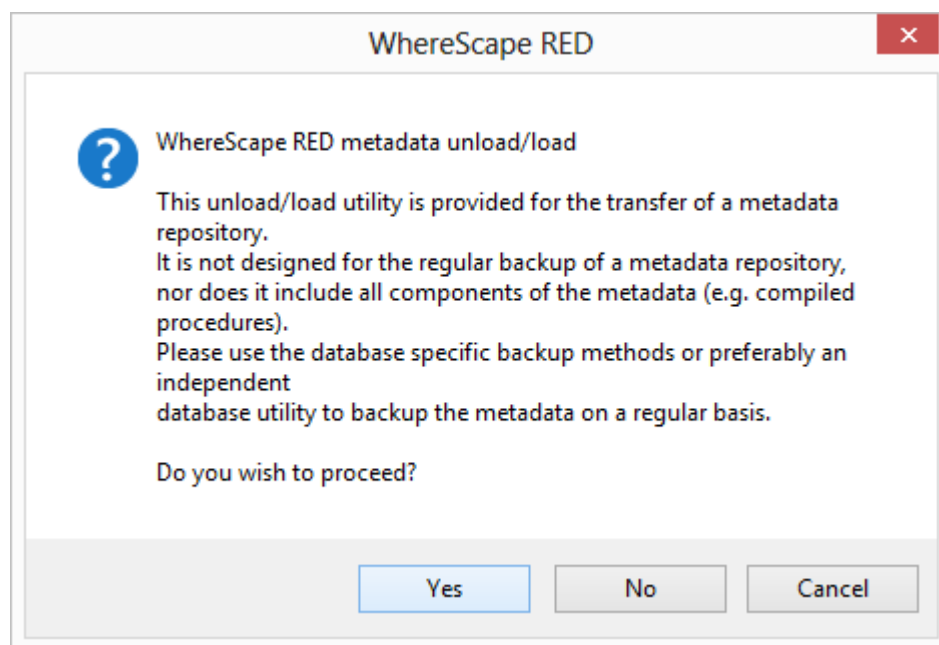 WhereScape RED
WhereScape RED metadata unload/load
This unload/load utility is provided for the transfer of a metadata
repository.
It is not designed for the regular backup of a metadata repository,
nor does it include all components of the metadata (e.g. compiled
procedures).
Please use the database specific backup methods or preferably an
independent
database utility to backup the metadata on a regular basis.
Do you wish to proceed?
Yes No Cancel